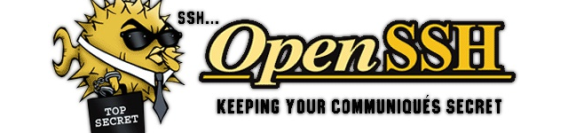 SSH...
OpenSSH
KEEPING YOUR COMMUNIQUÉS SECRET
TOP
SECRET